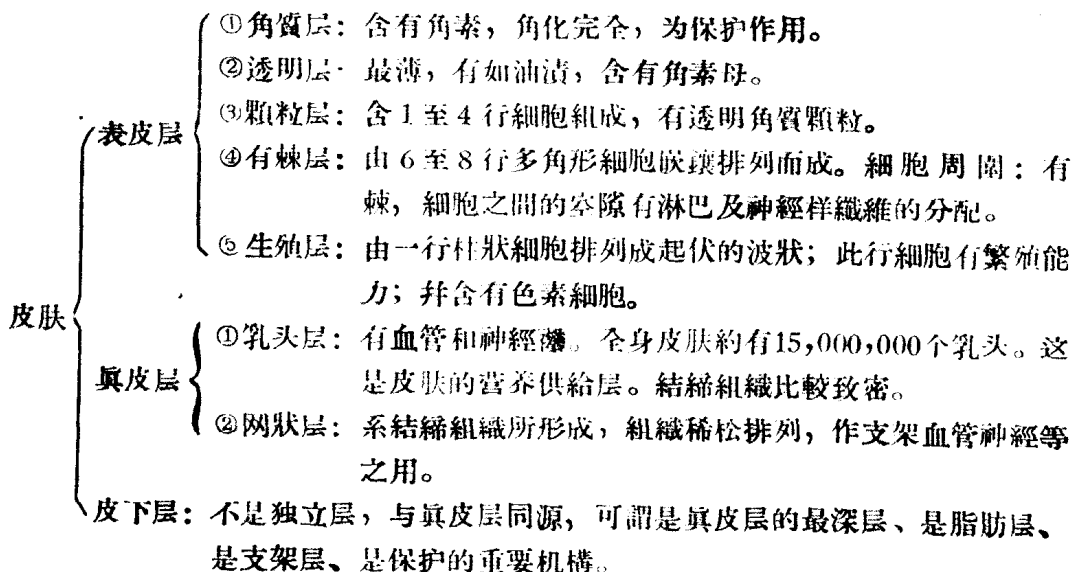 ①角質层：含有角素，角化完全，为保护作用。
②透明层· 最薄，有如油漬，含有角素母。
③顆粒层：含1至4行細胞組成，有透明角質顆粒。
表皮层
④有棘层：由6至8行多角形細胞嵌鑲排列而成。細胞周圍：有
棘，細胞之間的空隙有淋巴及神經样纖維的分配。
⑤生殖层：由一行柱狀細胞排列成起伏的波狀；此行細胞有繁殖能
力；幷含有色素細胞。
皮肤
①乳头层：有血管和神經。全身皮肤約有15,000,000个乳头。这
眞皮层
是皮肤的营养供給层。結締組織比較致密。
②网狀层：系結締組織所形成，組織稀松排列，作支架血管神經等
之用。
皮下层：不是独立层，与眞皮层同源，可謂是眞皮层的最深层、是脂肪层、
是支架层、是保护的重要机構。